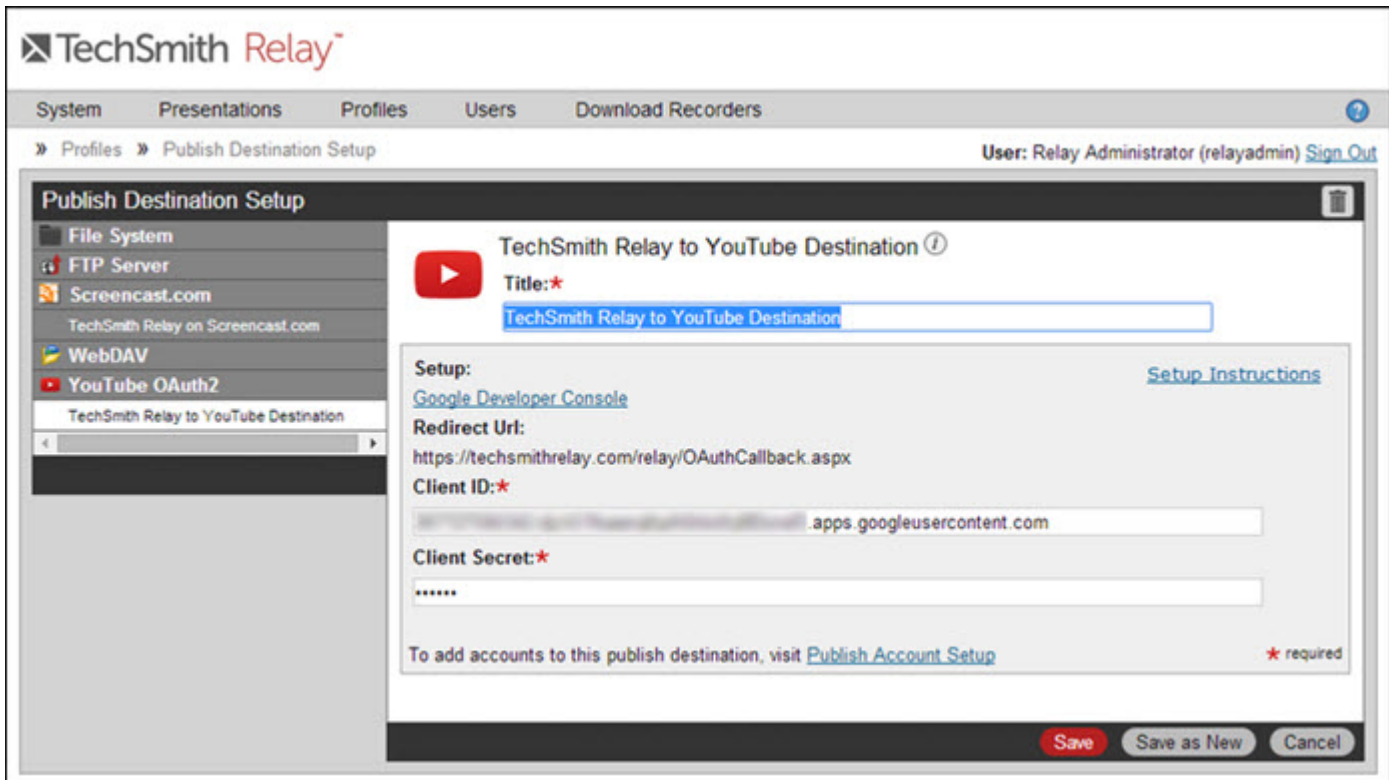 TechSmith Relay™
System Presentations Profiles Users Download Recorders ?
» Profiles » Publish Destination Setup
User: Relay Administrator (relayadmin) Sign Out
Publish Destination Setup
File System
FTP Server
Screencast.com
TechSmith Relay on Screencast.com
WebDAV
YouTube OAuth2
TechSmith Relay to YouTube Destination
TechSmith Relay to YouTube Destination i
Title:*
TechSmith Relay to YouTube Destination
Setup:
Setup Instructions
Google Developer Console
Redirect Url:
https://techsmithrelay.com/relay/OAuthCallback.aspx
Client ID:*
.apps.googleusercontent.com
Client Secret:*
••••••
To add accounts to this publish destination, visit Publish Account Setup
* required
Save Save as New Cancel